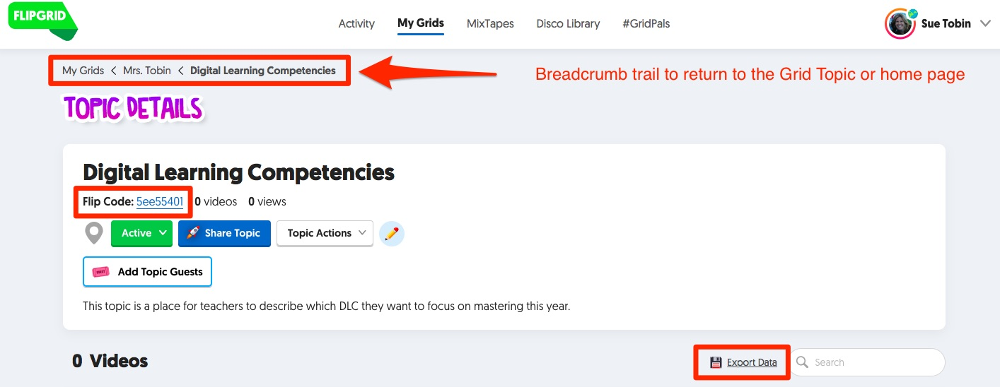 FLIPGRID
Activity My Grids MixTapes Disco Library #GridPals Sue Tobin
My Grids < Mrs. Tobin < Digital Learning Competencies
Breadcrumb trail to return to the Grid Topic or home page
TOPIC DETAILS
Digital Learning Competencies
Flip Code: 5ee55401 0 videos 0 views
Active Share Topic Topic Actions
Add Topic Guests
This topic is a place for teachers to describe which DLC they want to focus on mastering this year.
0 Videos Export Data Search